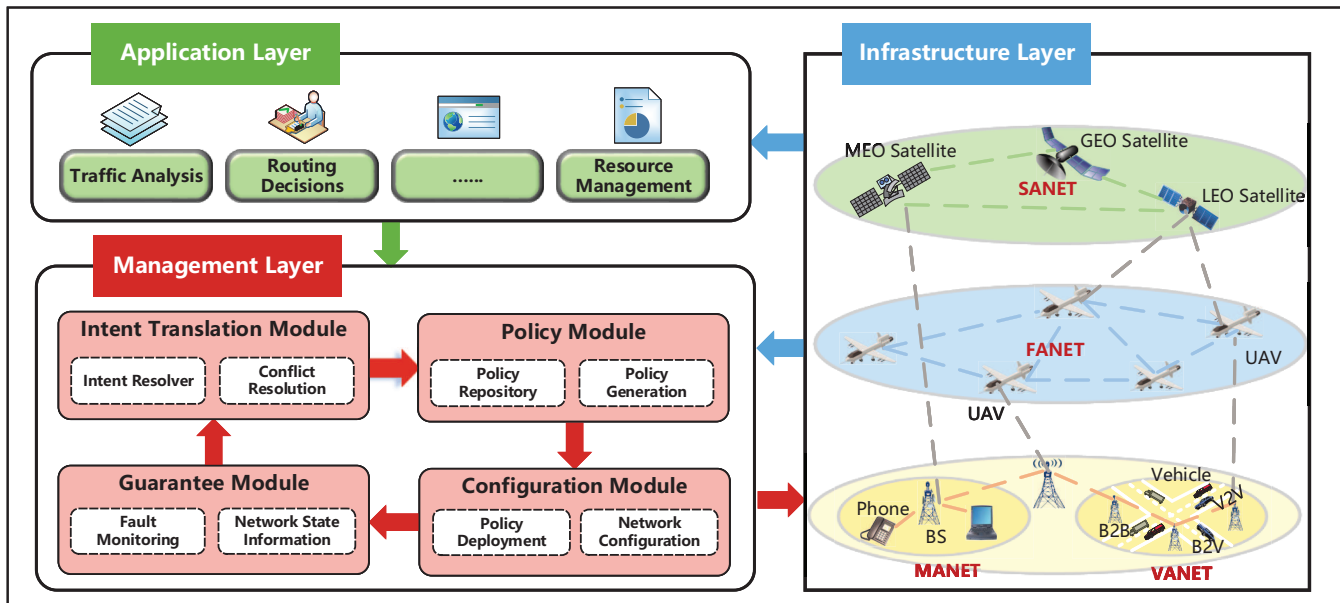 Application Layer
Traffic Analysis
Routing
Decisions
......
Resource
Management
Management Layer
Intent Translation Module
Intent Resolver
Conflict
Resolution
Policy Module
Policy
Repository
Policy
Generation
Guarantee Module
Fault
Monitoring
Network State
Information
Configuration Module
Policy
Deployment
Network
Configuration
Infrastructure Layer
MEO Satellite
GEO Satellite
SANET
LEO Satellite
FANET
UAV
UAV
Vehicle
Phone
V2V
B2B
BS
B2V
MANET
VANET